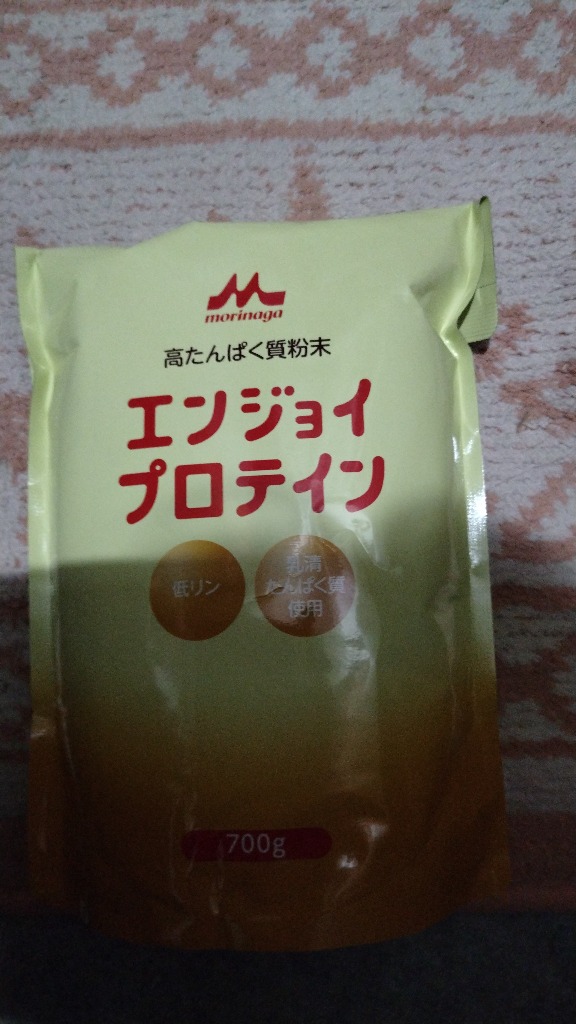 morinaga
高たんぱく質粉末
エンジョイ
プロテイン
低リン
乳清
たんぱく質
使用
700g